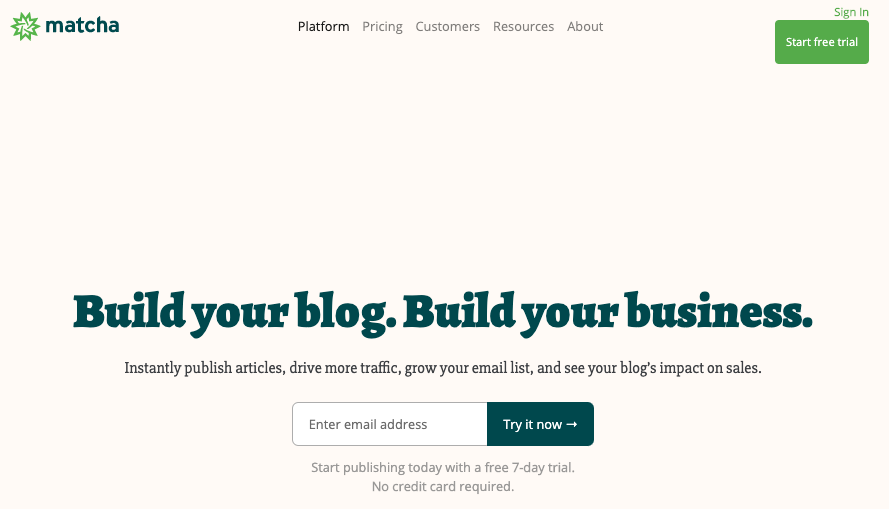 matcha
Platform Pricing Customers Resources About
Sign In
Start free trial
Build your blog. Build your business.
Instantly publish articles, drive more traffic, grow your email list, and see your blog’s impact on sales.
Enter email address
Try it now →
Start publishing today with a free 7-day trial.
No credit card required.